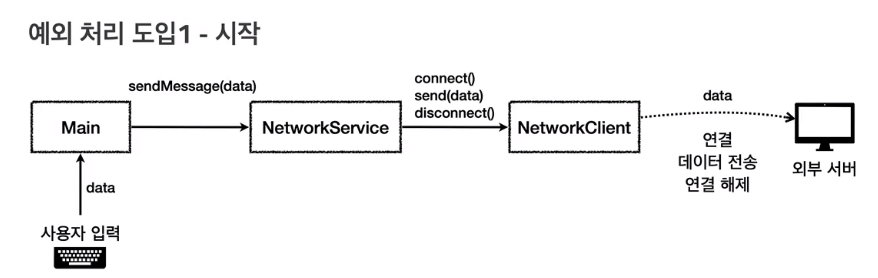 예외 처리 도입1 - 시작
sendMessage(data)
connect()
send(data)
disconnect()
data
Main
NetworkService
NetworkClient
연결
데이터 전송
연결 해제
외부 서버
data
사용자 입력